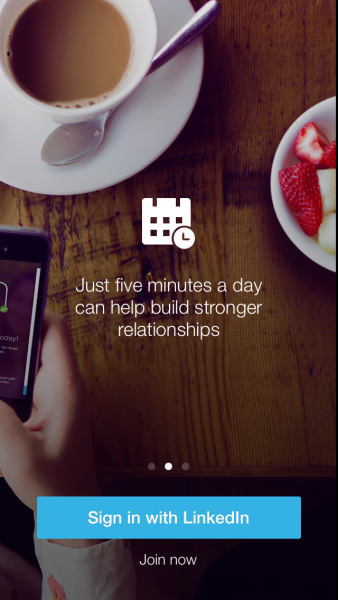 Just five minutes a day
can help build stronger
relationships
Sign in with LinkedIn
Join now